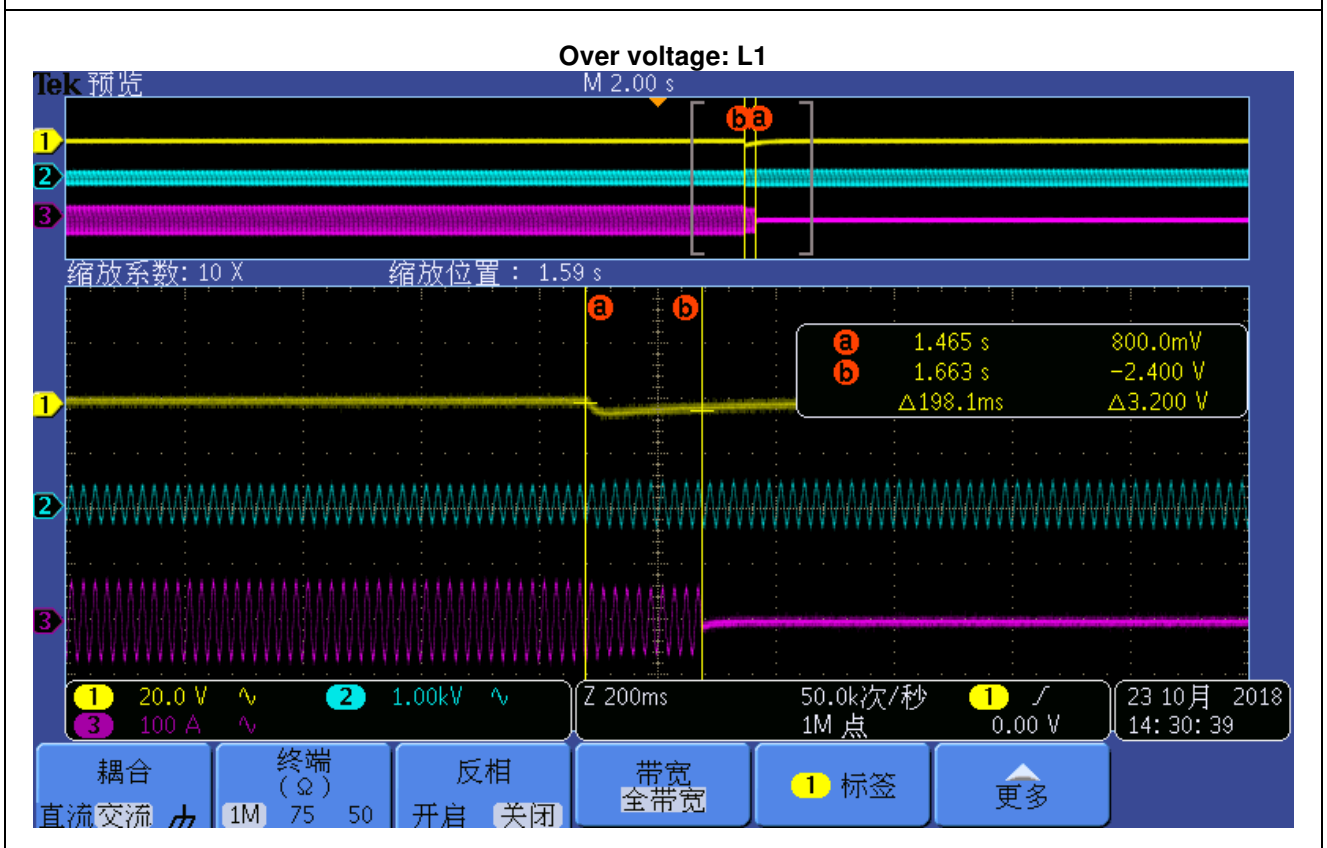 Over voltage: L1
Tek 预览 M 2.00 s
b a
1
2
3
缩放系数: 10 X 缩放位置: 1.59 s
a b
a 1.465 s 800.0mV
b 1.663 s −2.400 V
△198.1ms △3.200 V
1
2
3
1 20.0 V 2 1.00kV Z 200ms 50.0k次/秒 1 23 10月 2018
3 100 A 1M 点 0.00 V 14:30:39
耦合 终端 反相 带宽 1 标签 更多
(Ω) 全带宽
直流 交流 1M 75 50 开启 关闭